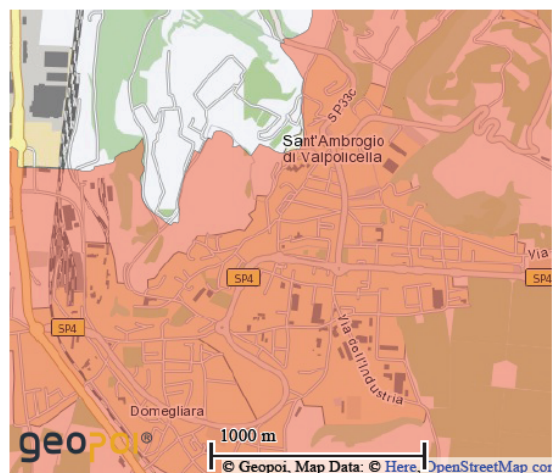 SP33c
Sant'Ambrogio
di Valpolicella
Via
SP4
SP4
SP4
Via dell'Industria
Domegliara
geopoi®
1000 m
© Geopoi, Map Data: © Here, OpenStreetMap co